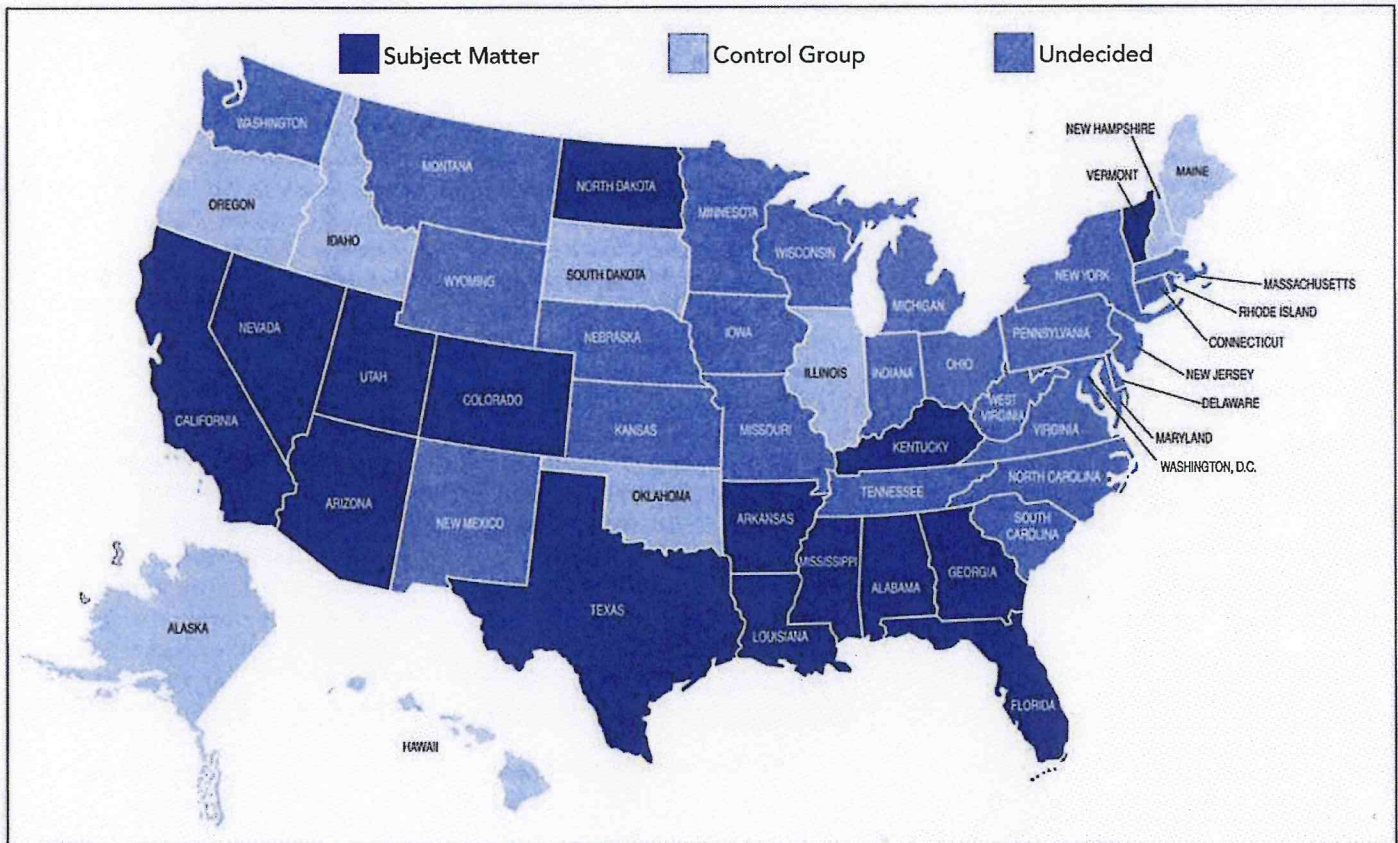 Subject Matter
Control Group
Undecided
WASHINGTON
MONTANA
NORTH DAKOTA
MINNESOTA
NEW HAMPSHIRE
VERMONT
MAINE
OREGON
IDAHO
SOUTH DAKOTA
WISCONSIN
MICHIGAN
NEW YORK
MASSACHUSETTS
RHODE ISLAND
CONNECTICUT
WYOMING
NEBRASKA
IOWA
PENNSYLVANIA
NEW JERSEY
DELAWARE
MARYLAND
WASHINGTON, D.C.
NEVADA
UTAH
COLORADO
KANSAS
MISSOURI
ILLINOIS
INDIANA
OHIO
WEST
VIRGINIA
VIRGINIA
KENTUCKY
CALIFORNIA
ARIZONA
NEW MEXICO
OKLAHOMA
ARKANSAS
TENNESSEE
NORTH CAROLINA
SOUTH
CAROLINA
TEXAS
LOUISIANA
MISSISSIPPI
ALABAMA
GEORGIA
FLORIDA
ALASKA
HAWAII